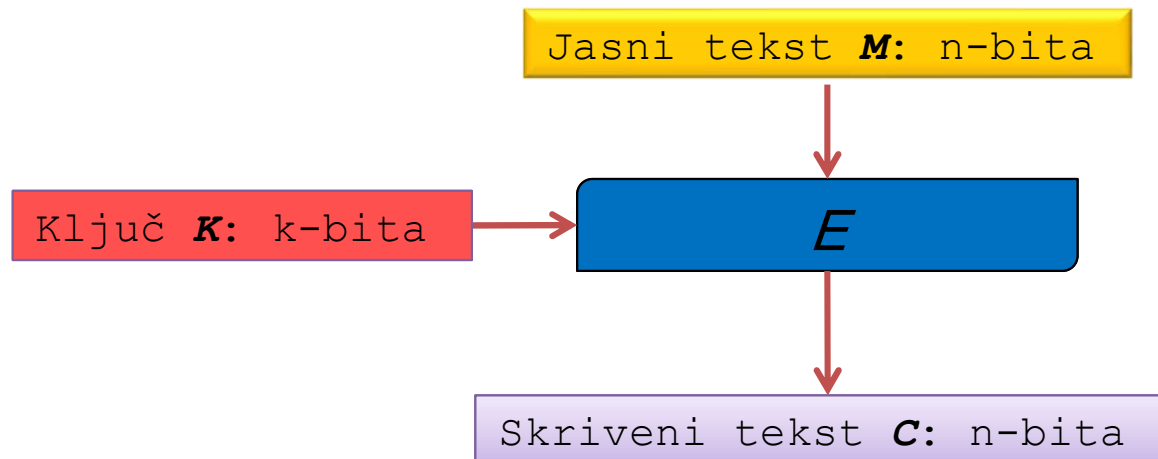 Jasni tekst M: n-bita
Ključ K: k-bita
E
Skriveni tekst C: n-bita